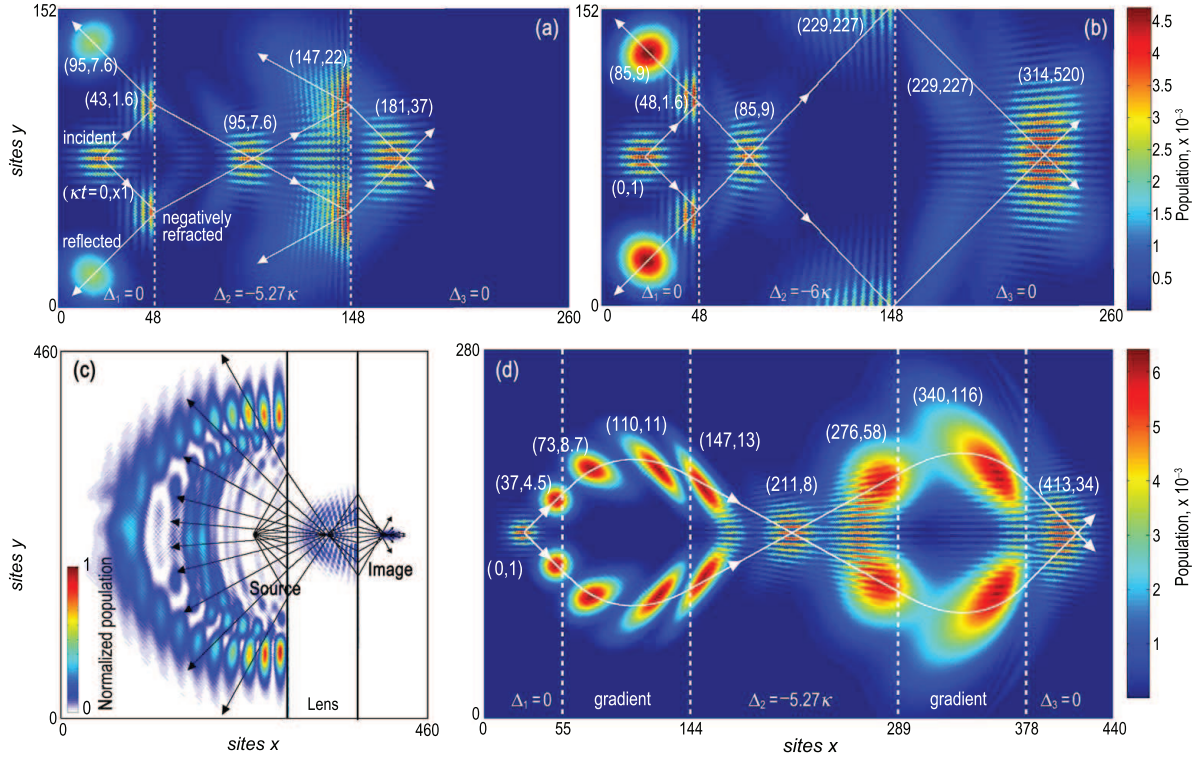 152
(a)
(147,22)
(95,7.6)
(181,37)
(43,1.6)
(95,7.6)
incident
(κt=0,x1)
negatively
refracted
reflected
Δ₁=0
Δ₂=−5.27κ
Δ₃=0
0
0
48
148
260
sites y
152
(b)
(229,227)
(85,9)
(229,227)
(314,520)
(48,1.6)
(85,9)
(0,1)
Δ₁=0
Δ₂=−6κ
Δ₃=0
0
0
48
148
260
4.5
4
3.5
3
2.5
2
1.5
1
0.5
Population, x 10⁻³
460
(c)
Source
Image
Lens
1
0
Normalized population
0
0
460
sites x
sites y
280
(d)
(340,116)
(110,11)
(276,58)
(73,8.7)
(147,13)
(37,4.5)
(211,8)
(413,34)
(0,1)
Δ₁=0
gradient
Δ₂=−5.27κ
gradient
Δ₃=0
0
0
55
144
289
378
440
sites x
6
5
4
3
2
1
Population, x 10⁻³